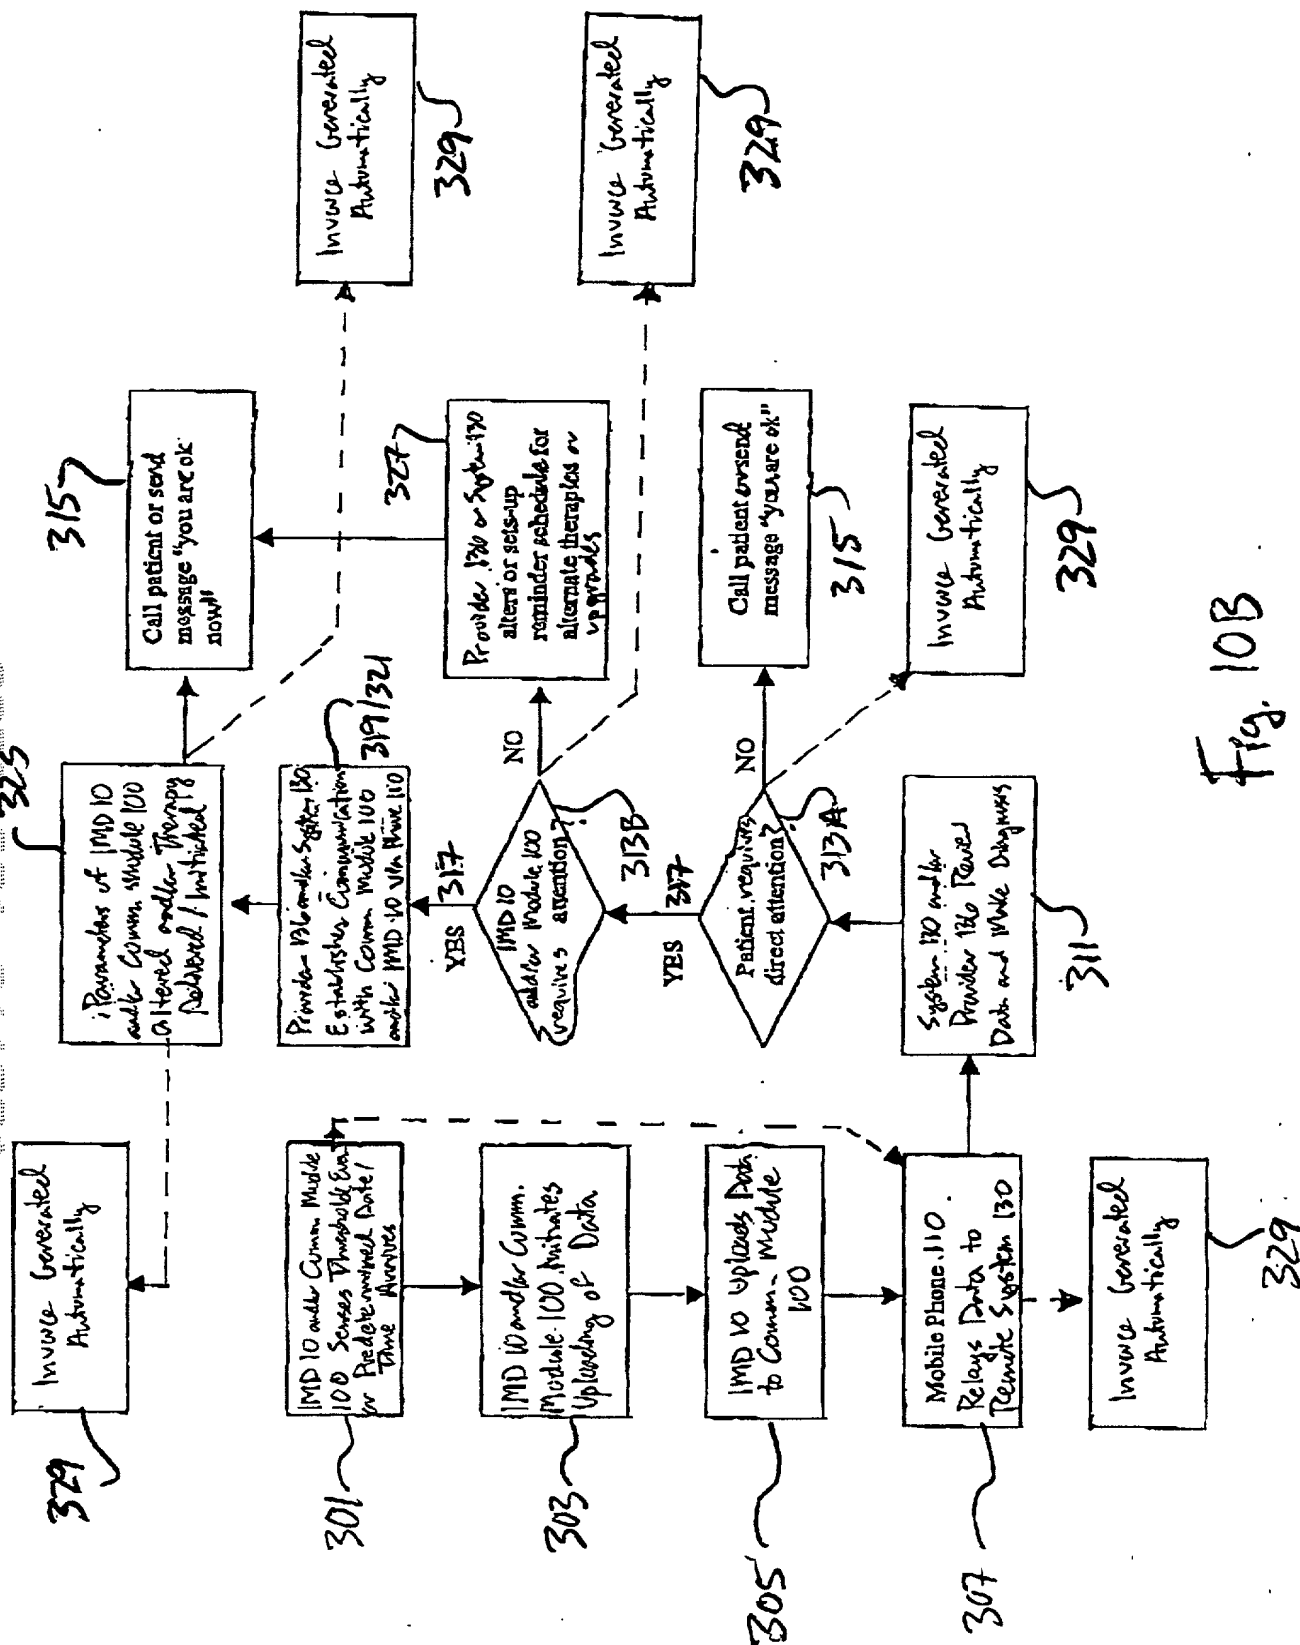 329
Invoice Generated
Automatically
301
IMD 10 and/or Comm Module
100 Senses Threshold Event
or Predetermined Date/
Time Arrives
303
IMD 10 and/or Comm.
Module 100 Initiates
Uploading of Data
305
IMD 10 Uploads Data
to Comm. Module
100
307
Mobile Phone 110
Relays Data to
Remote System 130
Invoice Generated
Automatically
329
System 130 and/or
Provider 136 Review
Data and Make Diagnosis
311
Patient requires
direct attention?
313A
YES
317
NO
Call patient or send
message "you are ok"
315
Invoice Generated
Automatically
329
IMD 10
and/or Module 100
requires attention?
313B
YES
317
NO
Provider 136 or System 130
alters or sets-up
reminder schedule for
alternate therapies or
upgrades
327
Invoice Generated
Automatically
329
Provider 136 and/or System 130
Establishes Communication
with Comm Module 100
and/or IMD 10 via Phone 110
319/321
Parameters of IMD 10
and/or Comm. Module 100
altered and/or Therapy
Delivered / Initiated
Call patient or send
message "you are ok
now"
315
Invoice Generated
Automatically
329
Fig. 10B